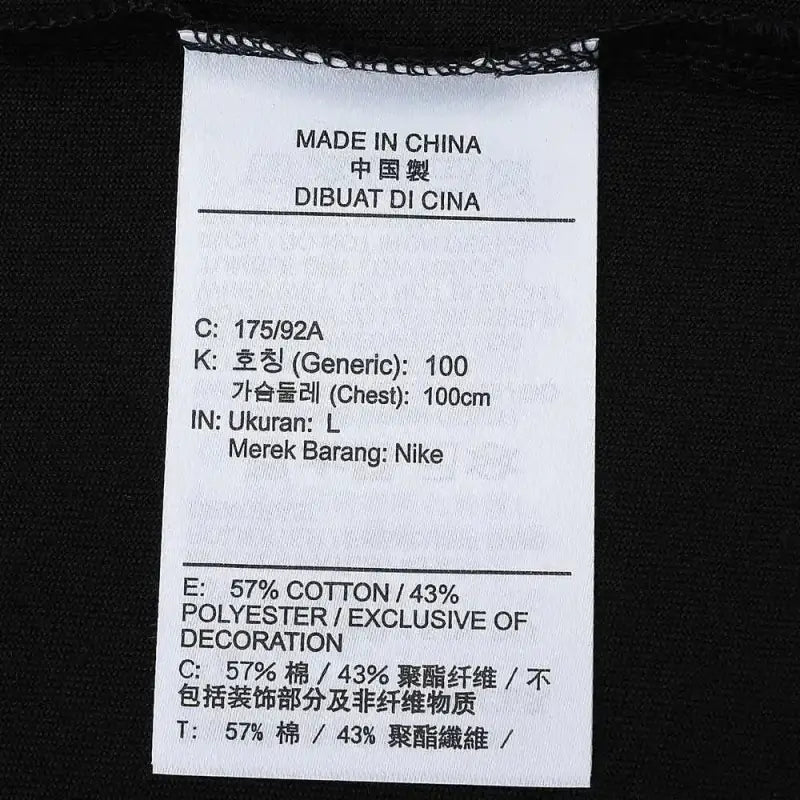 MADE IN CHINA
中国製
DIBUAT DI CINA
C: 175/92A
K: 호칭 (Generic): 100
가슴둘레 (Chest): 100cm
IN: Ukuran: L
Merek Barang: Nike
E: 57% COTTON / 43%
POLYESTER / EXCLUSIVE OF
DECORATION
C: 57% 棉 / 43% 聚酯纤维 / 不
包括装饰部分及非纤维物质
T: 57% 棉 / 43% 聚酯纖維 /